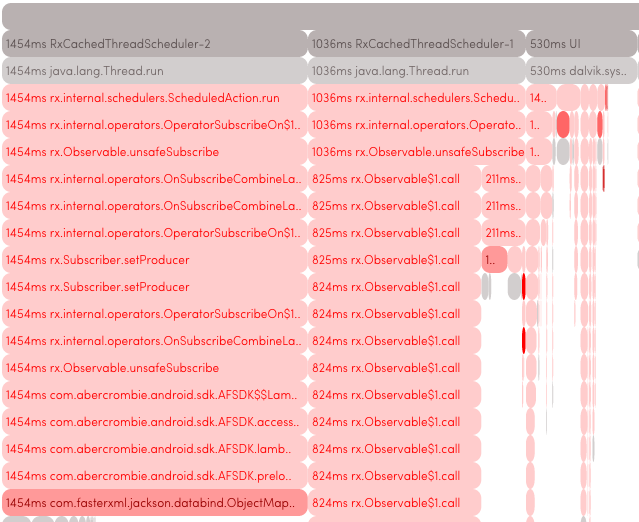 1454ms RxCachedThreadScheduler-2 1036ms RxCachedThreadScheduler-1 530ms UI
1454ms java.lang.Thread.run 1036ms java.lang.Thread.run 530ms dalvik.sys..
1454ms rx.internal.schedulers.ScheduledAction.run 1036ms rx.internal.schedulers.Schedu.. 14..
1454ms rx.internal.operators.OperatorSubscribeOn$1.. 1036ms rx.internal.operators.Operato.. 1..
1454ms rx.Observable.unsafeSubscribe 1036ms rx.Observable.unsafeSubscribe 1..
1454ms rx.internal.operators.OnSubscribeCombineLa.. 825ms rx.Observable$1.call 211ms..
1454ms rx.internal.operators.OnSubscribeCombineLa.. 825ms rx.Observable$1.call 211ms..
1454ms rx.internal.operators.OperatorSubscribeOn$1.. 825ms rx.Observable$1.call 211ms..
1454ms rx.Subscriber.setProducer 825ms rx.Observable$1.call 1..
1454ms rx.Subscriber.setProducer 824ms rx.Observable$1.call
1454ms rx.internal.operators.OperatorSubscribeOn$1.. 824ms rx.Observable$1.call
1454ms rx.internal.operators.OnSubscribeCombineLa.. 824ms rx.Observable$1.call
1454ms rx.Observable.unsafeSubscribe 824ms rx.Observable$1.call
1454ms com.abercrombie.android.sdk.AFSDK$$Lam.. 824ms rx.Observable$1.call
1454ms com.abercrombie.android.sdk.AFSDK.access.. 824ms rx.Observable$1.call
1454ms com.abercrombie.android.sdk.AFSDK.lamb.. 824ms rx.Observable$1.call
1454ms com.abercrombie.android.sdk.AFSDK.prelo.. 824ms rx.Observable$1.call
1454ms com.fasterxml.jackson.databind.ObjectMap.. 824ms rx.Observable$1.call